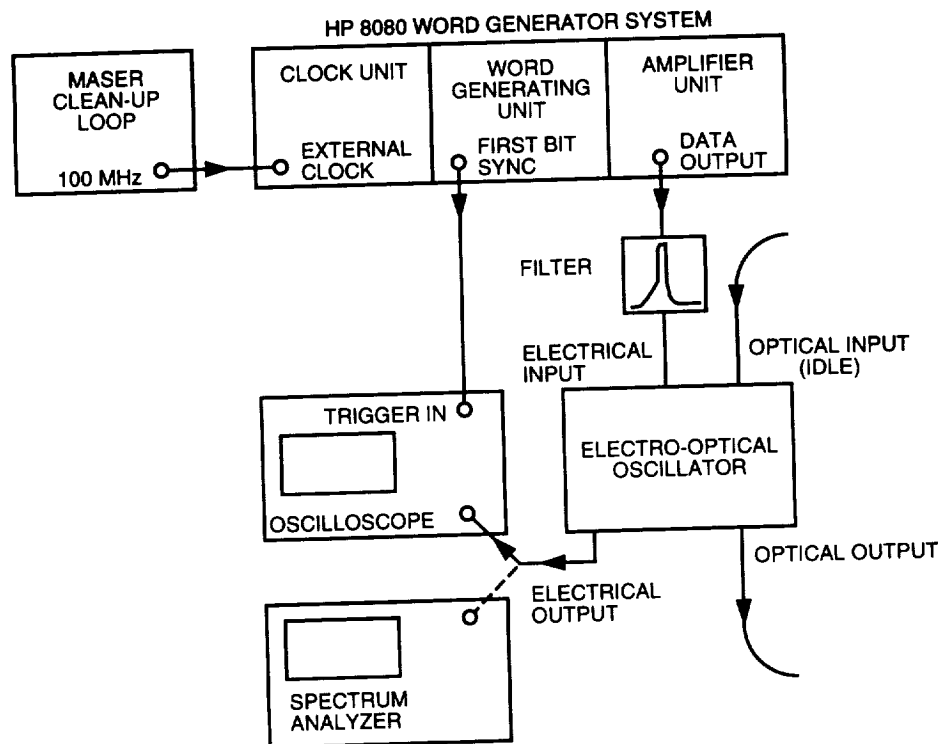 HP 8080 WORD GENERATOR SYSTEM
MASER
CLEAN-UP
LOOP
100 MHz
CLOCK UNIT
EXTERNAL
CLOCK
WORD
GENERATING
UNIT
FIRST BIT
SYNC
AMPLIFIER
UNIT
DATA
OUTPUT
FILTER
ELECTRICAL
INPUT
OPTICAL INPUT
(IDLE)
TRIGGER IN
OSCILLOSCOPE
ELECTRO-OPTICAL
OSCILLATOR
ELECTRICAL
OUTPUT
OPTICAL OUTPUT
SPECTRUM
ANALYZER